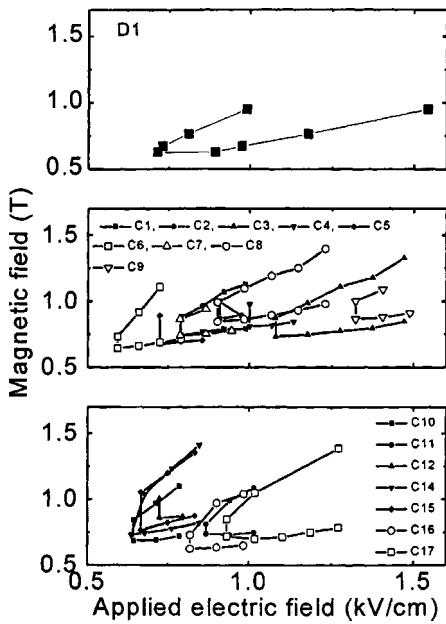 D1
1.5
1.0
0.5
C1, C2, C3, C4, C5
C6, C7, C8
C9
1.5
1.0
0.5
Magnetic field (T)
C10
C11
C12
C14
C15
C16
C17
1.5
1.0
0.5
0.5 1.0 1.5
Applied electric field (kV/cm)